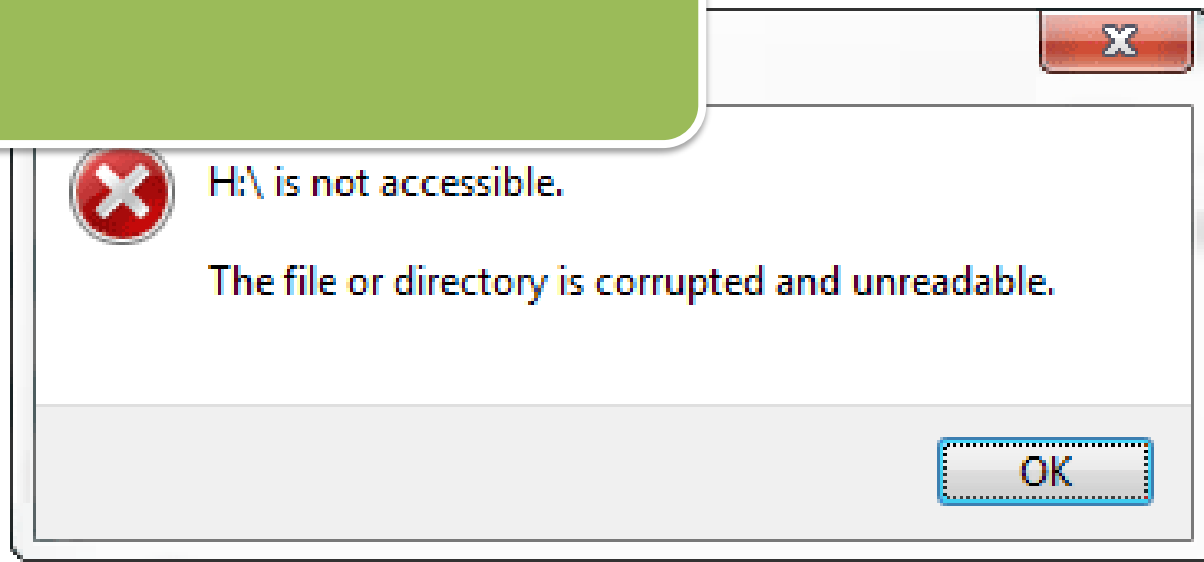 H:\ is not accessible.
The file or directory is corrupted and unreadable.
OK